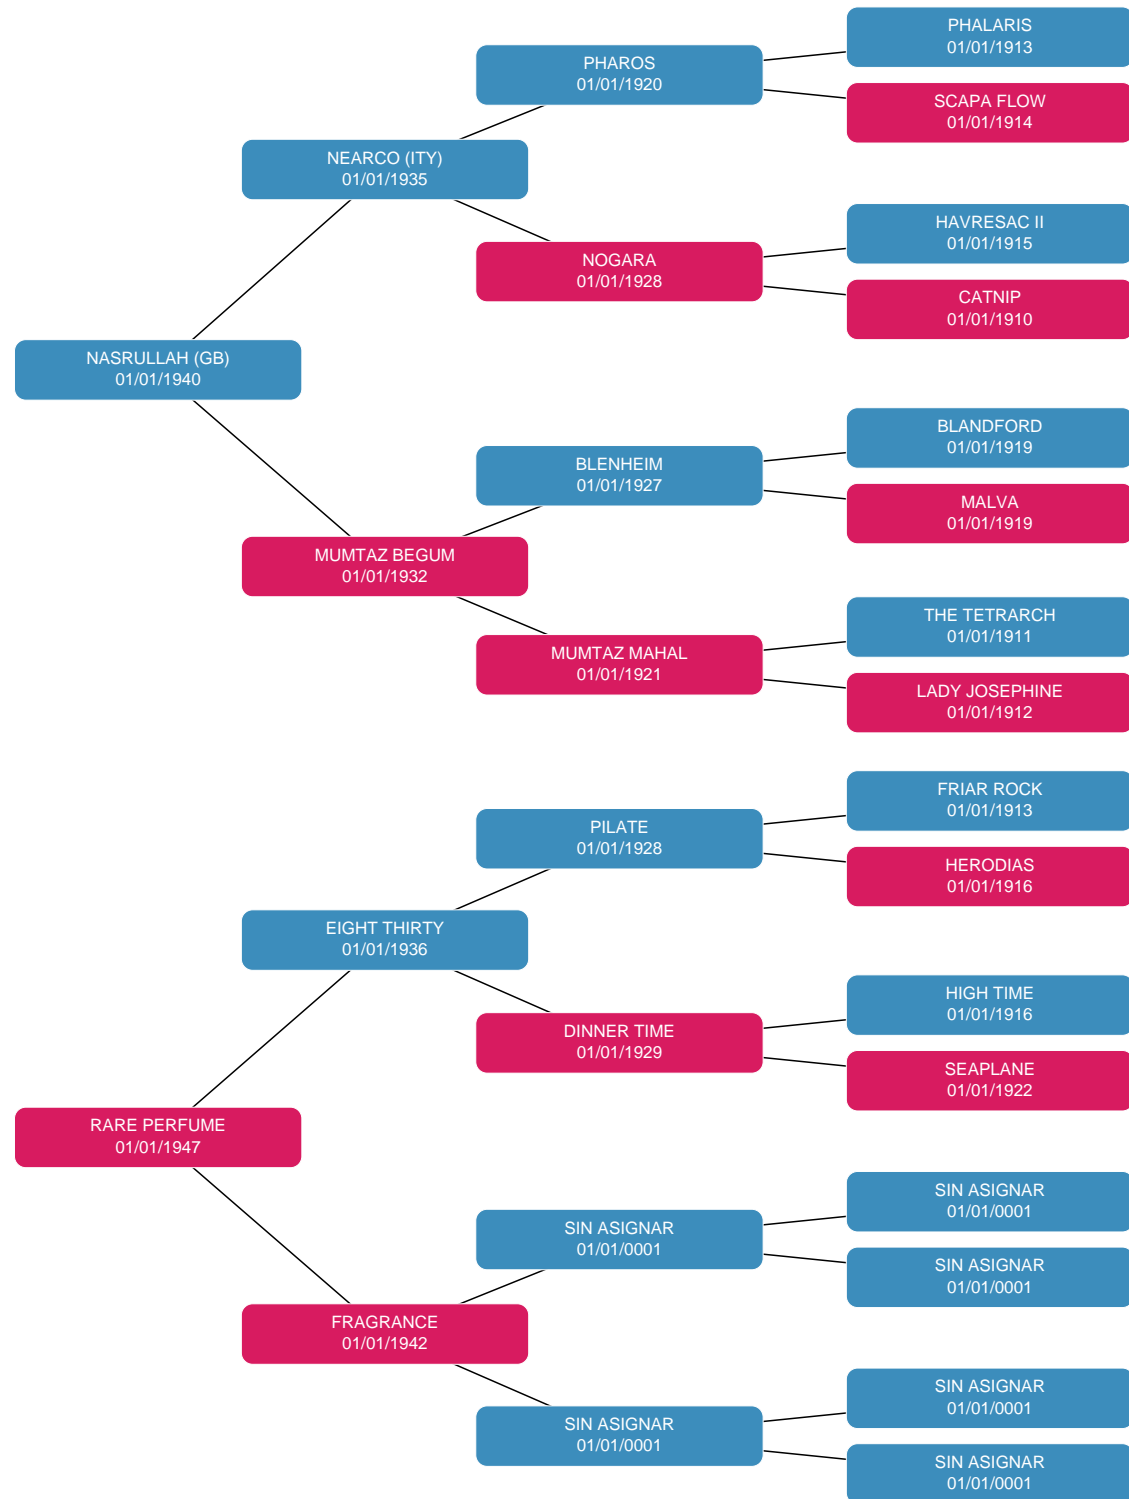 PHALARIS
01/01/1913
PHAROS
01/01/1920
SCAPA FLOW
01/01/1914
NEARCO (ITY)
01/01/1935
HAVRESAC II
01/01/1915
NOGARA
01/01/1928
CATNIP
01/01/1910
NASRULLAH (GB)
01/01/1940
BLANDFORD
01/01/1919
BLENHEIM
01/01/1927
MALVA
01/01/1919
MUMTAZ BEGUM
01/01/1932
THE TETRARCH
01/01/1911
MUMTAZ MAHAL
01/01/1921
LADY JOSEPHINE
01/01/1912
FRIAR ROCK
01/01/1913
PILATE
01/01/1928
HERODIAS
01/01/1916
EIGHT THIRTY
01/01/1936
HIGH TIME
01/01/1916
DINNER TIME
01/01/1929
SEAPLANE
01/01/1922
RARE PERFUME
01/01/1947
SIN ASIGNAR
01/01/0001
SIN ASIGNAR
01/01/0001
SIN ASIGNAR
01/01/0001
FRAGRANCE
01/01/1942
SIN ASIGNAR
01/01/0001
SIN ASIGNAR
01/01/0001
SIN ASIGNAR
01/01/0001